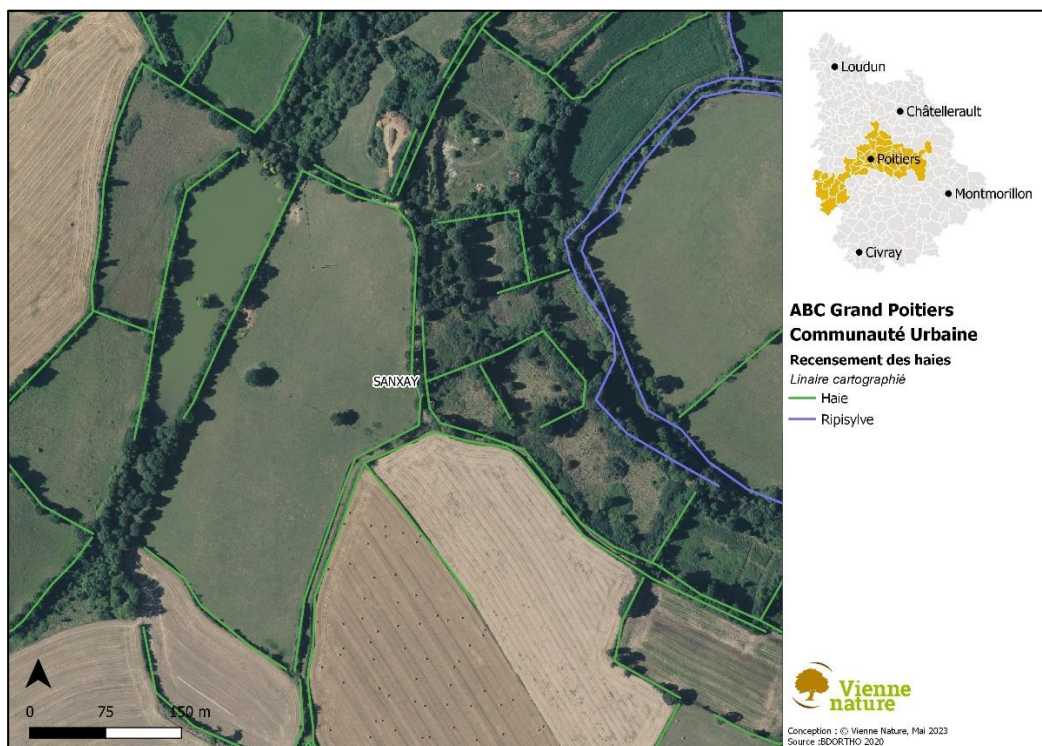 SANXAY
0 75 150 m
Loudun
Châtellerault
Poitiers
Montmorillon
Civray
ABC Grand Poitiers
Communauté Urbaine
Recensement des haies
Linaire cartographié
Haie
Ripisylve
Vienne
nature
Conception : © Vienne Nature, Mai 2023
Source :BDORTHO 2020